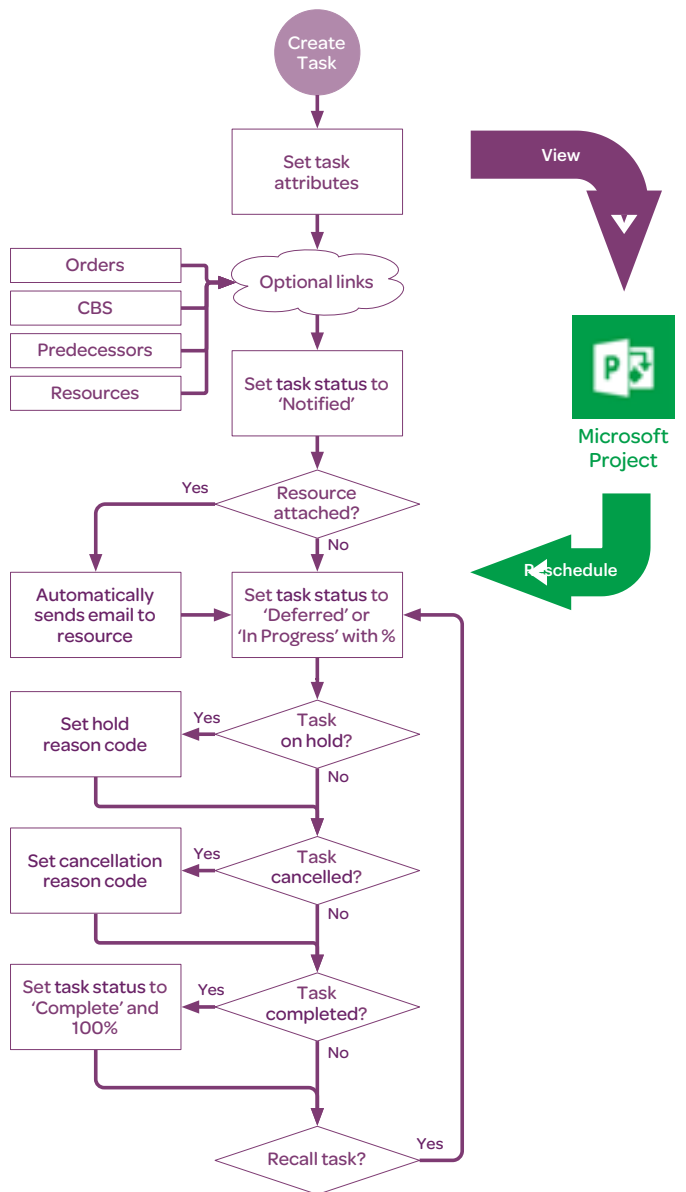 Create
Task
Set task
attributes
View
Orders
CBS
Predecessors
Resources
Optional links
Set task status to
‘Notified’
P
Microsoft
Project
Resource
attached?
Yes
No
Reschedule
Automatically
sends email to
resource
Set task status to
‘Deferred’ or
‘In Progress’ with %
Set hold
reason code
Yes
Task
on hold?
No
Set cancellation
reason code
Yes
Task
cancelled?
No
Set task status to
‘Complete’ and
100%
Yes
Task
completed?
No
Recall task?
Yes